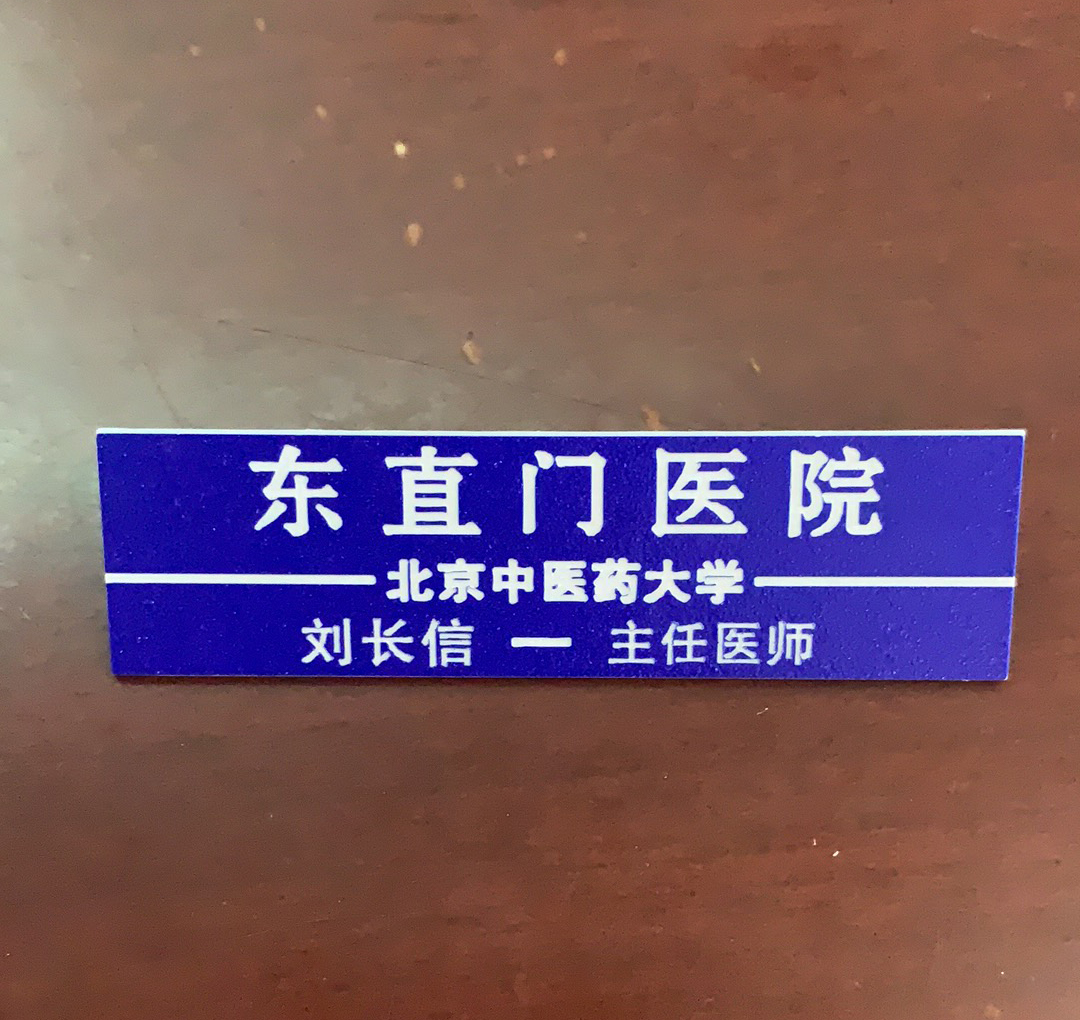 东直门医院
北京中医药大学
刘长信 — 主任医师